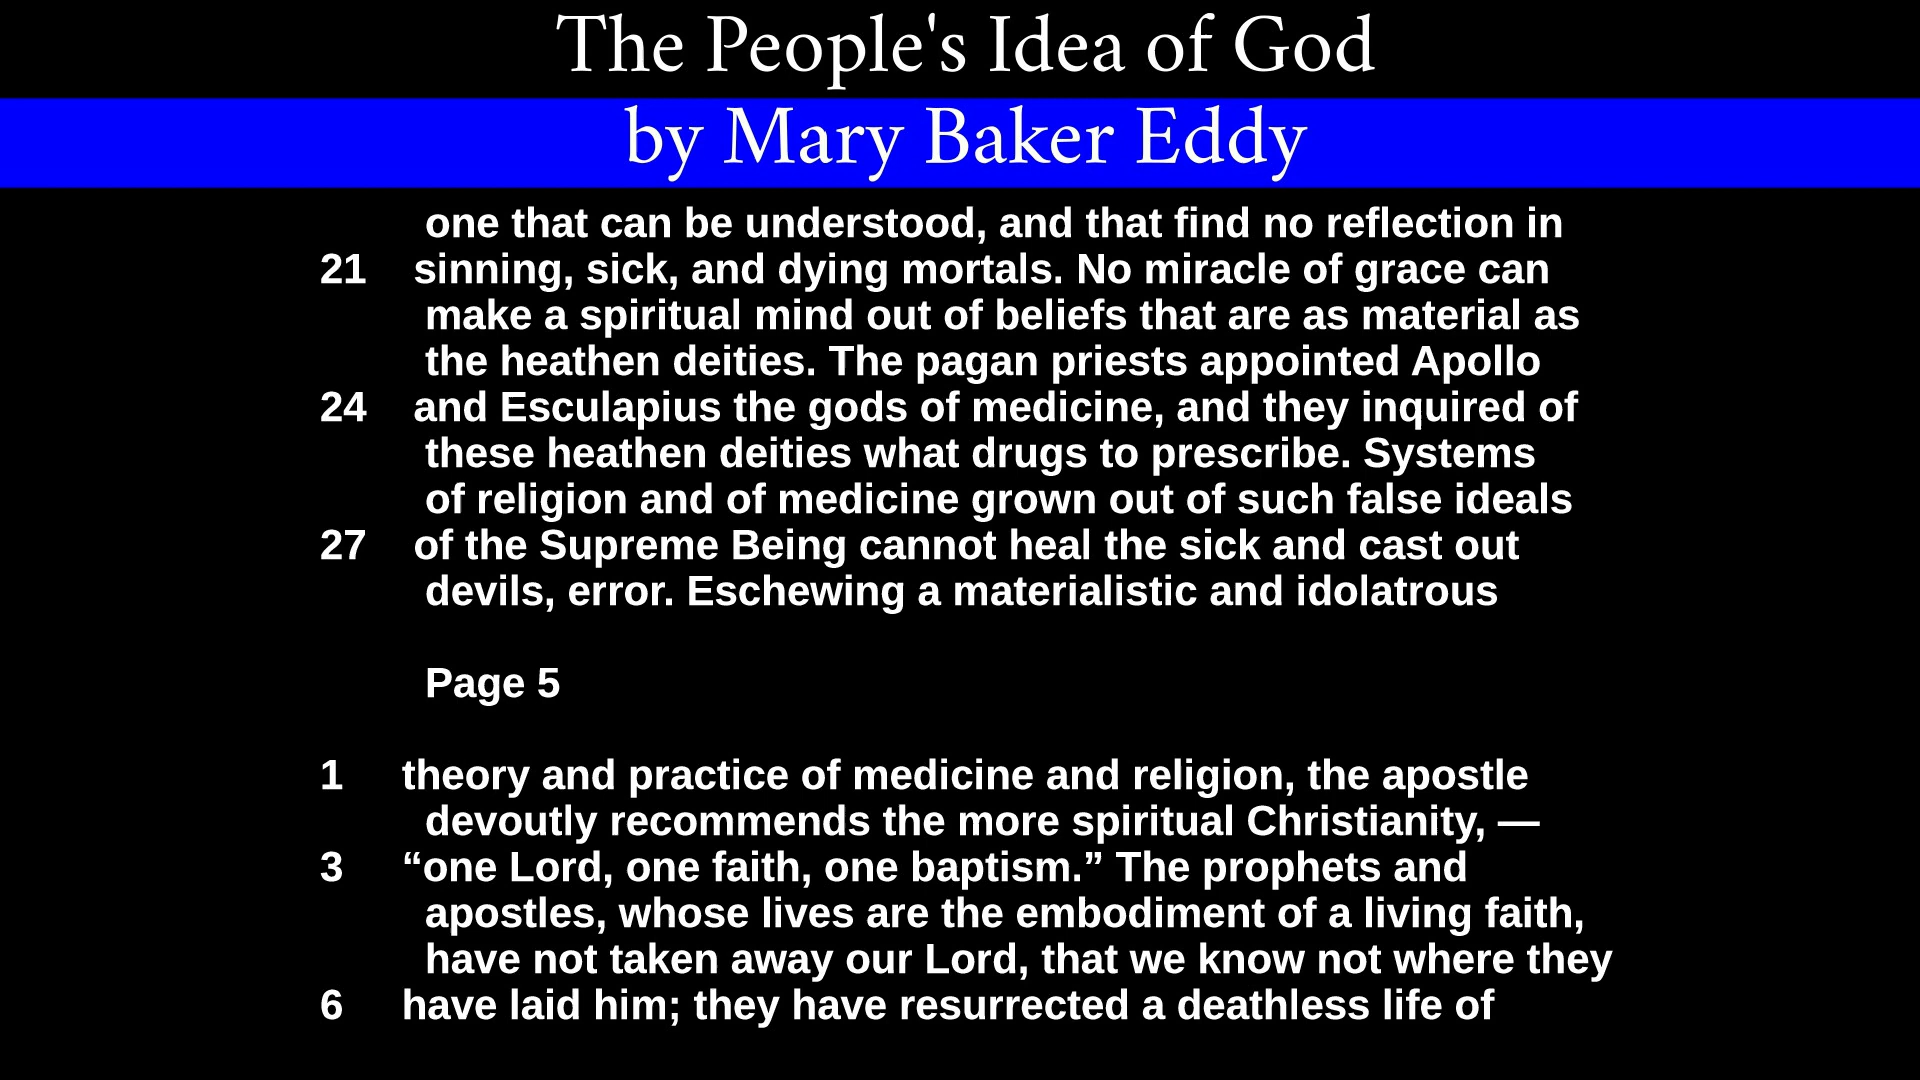 The People's Idea of God
by Mary Baker Eddy
one that can be understood, and that find no reflection in
21 sinning, sick, and dying mortals. No miracle of grace can
make a spiritual mind out of beliefs that are as material as
the heathen deities. The pagan priests appointed Apollo
24 and Esculapius the gods of medicine, and they inquired of
these heathen deities what drugs to prescribe. Systems
of religion and of medicine grown out of such false ideals
27 of the Supreme Being cannot heal the sick and cast out
devils, error. Eschewing a materialistic and idolatrous
Page 5
1 theory and practice of medicine and religion, the apostle
devoutly recommends the more spiritual Christianity, —
3 “one Lord, one faith, one baptism.” The prophets and
apostles, whose lives are the embodiment of a living faith,
have not taken away our Lord, that we know not where they
6 have laid him; they have resurrected a deathless life of